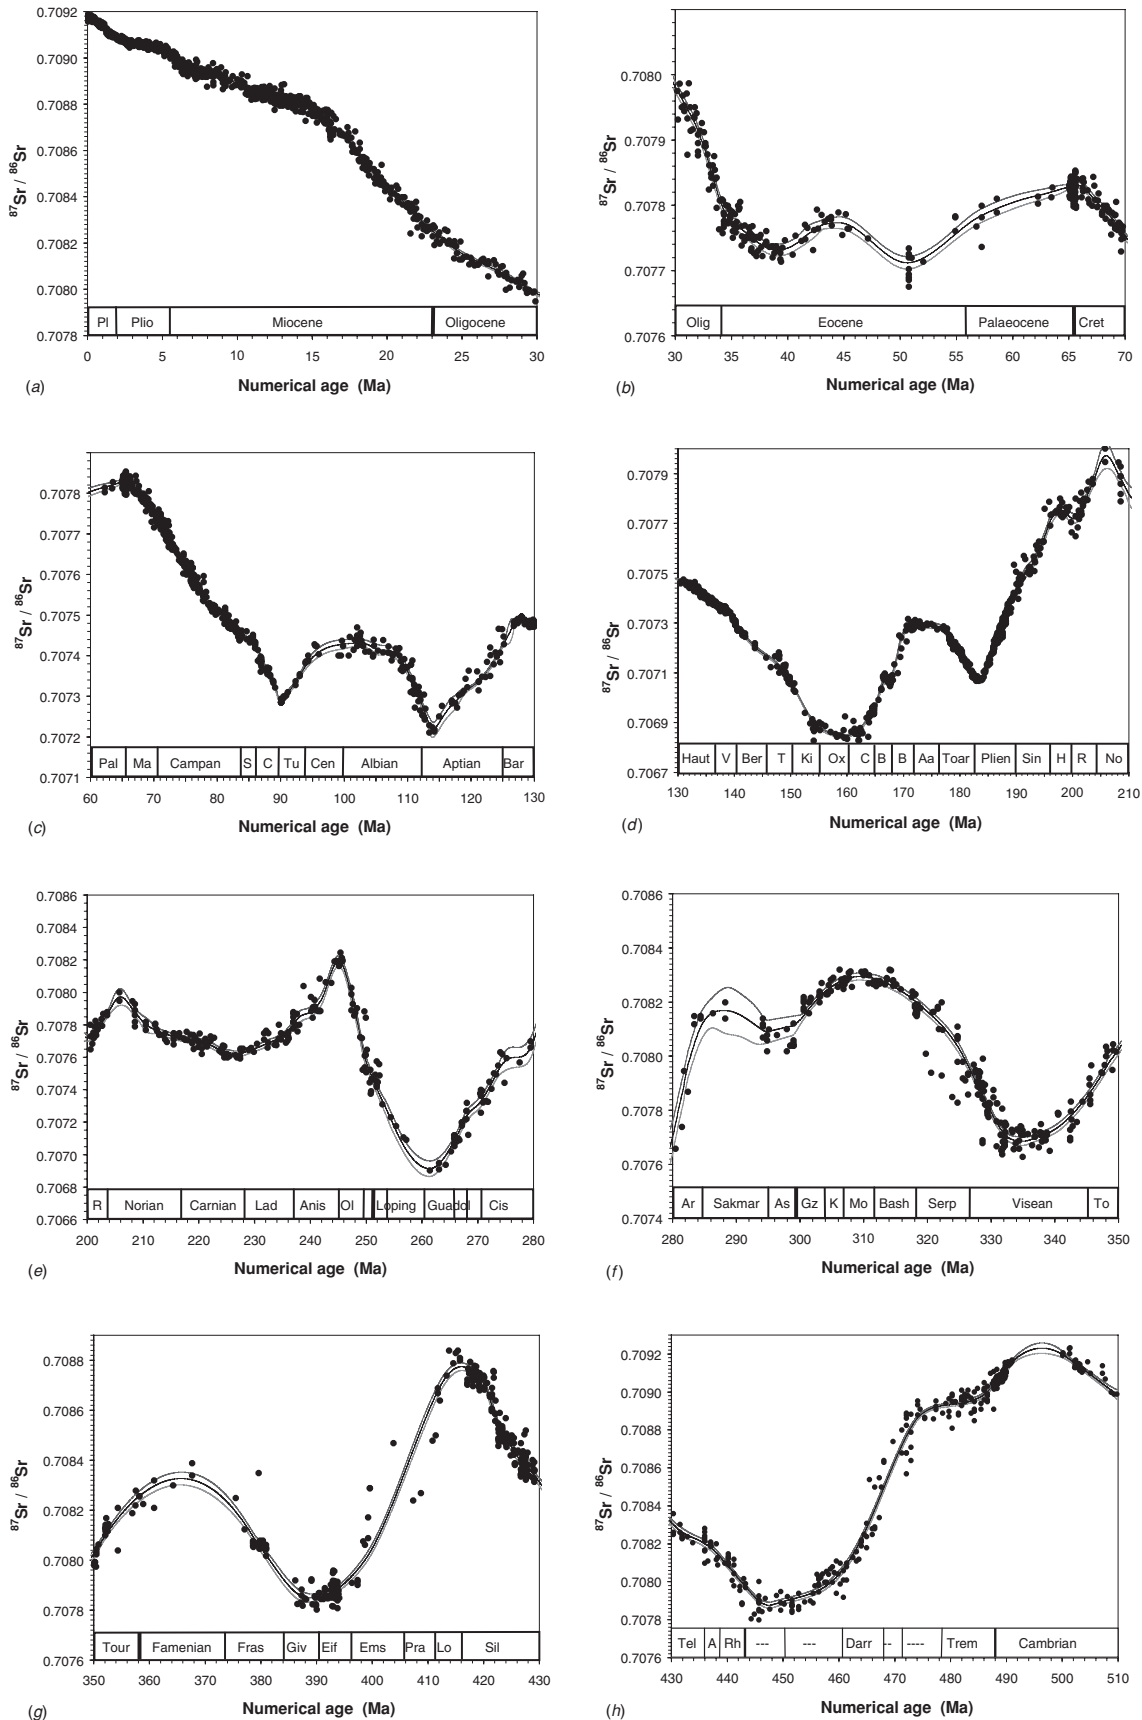 0.7092
0.7090
0.7088
0.7086
0.7084
0.7082
0.7080
0.7078
87Sr / 86Sr
Pl Plio Miocene Oligocene
0 5 10 15 20 25 30
(a) Numerical age (Ma)
0.7080
0.7079
0.7078
0.7077
0.7076
87Sr / 86Sr
Olig Eocene Palaeocene Cret
30 35 40 45 50 55 60 65 70
(b) Numerical age (Ma)
0.7078
0.7077
0.7076
0.7075
0.7074
0.7073
0.7072
0.7071
87Sr / 86Sr
Pal Ma Campan S C Tu Cen Albian Aptian Bar
60 70 80 90 100 110 120 130
(c) Numerical age (Ma)
0.7079
0.7077
0.7075
0.7073
0.7071
0.7069
0.7067
87Sr / 86Sr
Haut V Ber T Ki Ox C B B Aa Toar Plien Sin H R No
130 140 150 160 170 180 190 200 210
(d) Numerical age (Ma)
0.7086
0.7084
0.7082
0.7080
0.7078
0.7076
0.7074
0.7072
0.7070
0.7068
0.7066
87Sr / 86Sr
R Norian Carnian Lad Anis Ol Loping Guadol Cis
200 210 220 230 240 250 260 270 280
(e) Numerical age (Ma)
0.7086
0.7084
0.7082
0.7080
0.7078
0.7076
0.7074
87Sr / 86Sr
Ar Sakmar As Gz K Mo Bash Serp Visean To
280 290 300 310 320 330 340 350
(f) Numerical age (Ma)
0.7088
0.7086
0.7084
0.7082
0.7080
0.7078
0.7076
87Sr / 86Sr
Tour Famenian Fras Giv Eif Ems Pra Lo Sil
350 360 370 380 390 400 410 420 430
(g) Numerical age (Ma)
0.7092
0.7090
0.7088
0.7086
0.7084
0.7082
0.7080
0.7078
0.7076
87Sr / 86Sr
Tel A Rh --- --- Darr -- ---- Trem Cambrian
430 440 450 460 470 480 490 500 510
(h) Numerical age (Ma)